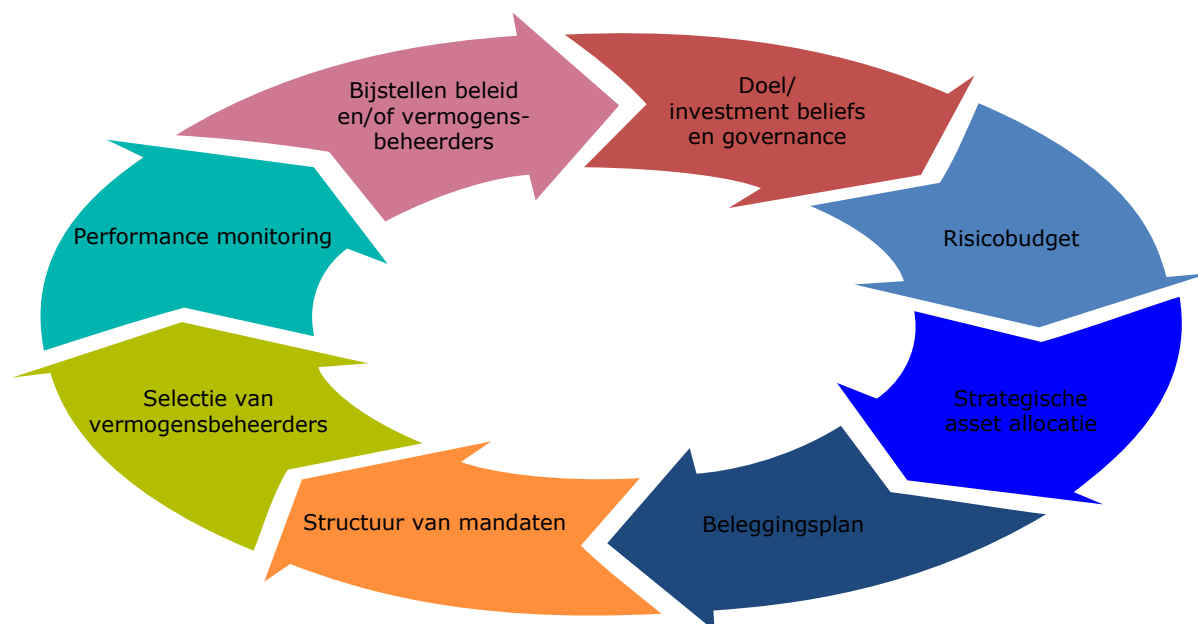 Bijstellen beleid
en/of vermogens-
beheerders
Doel/
investment beliefs
en governance
Risicobudget
Strategische
asset allocatie
Beleggingsplan
Structuur van mandaten
Selectie van
vermogensbeheerders
Performance monitoring